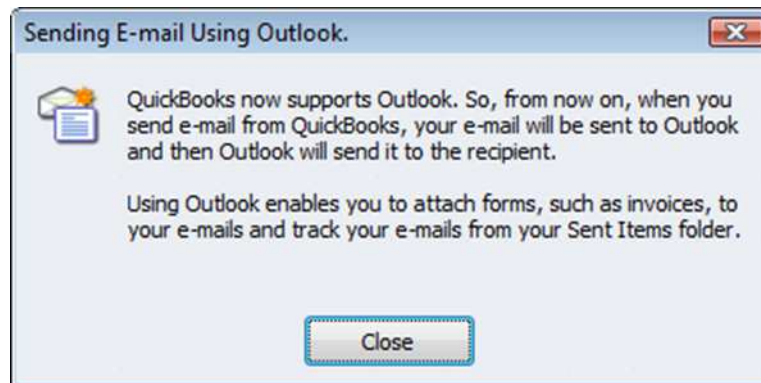 Sending E-mail Using Outlook.
QuickBooks now supports Outlook. So, from now on, when you
send e-mail from QuickBooks, your e-mail will be sent to Outlook
and then Outlook will send it to the recipient.
Using Outlook enables you to attach forms, such as invoices, to
your e-mails and track your e-mails from your Sent Items folder.
Close